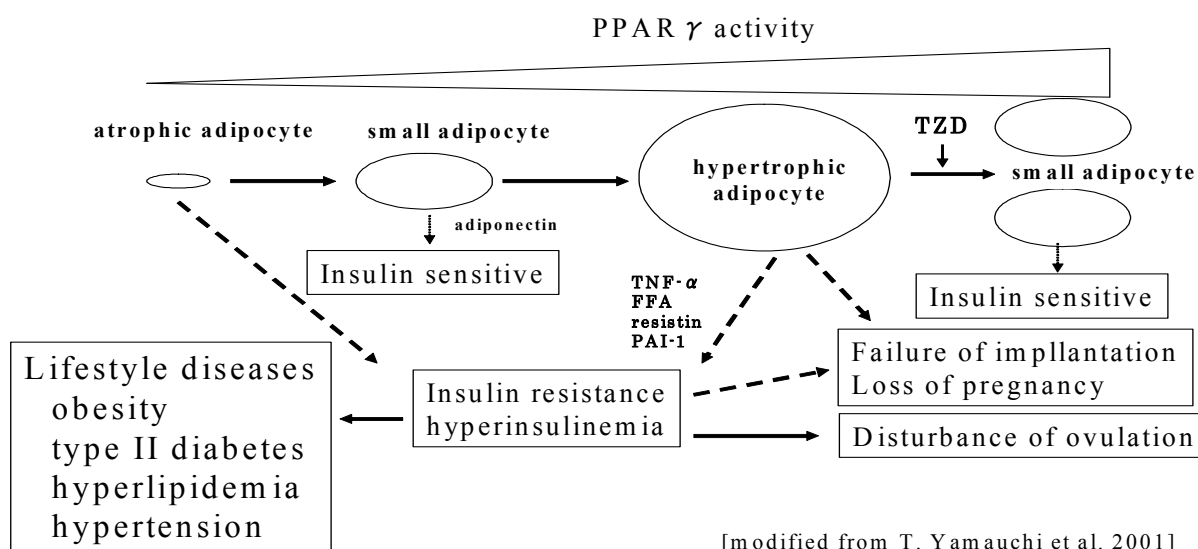 PPAR γ activity
atrophic adipocyte
small adipocyte
hypertrophic
adipocyte
TZD
small adipocyte
adiponectin
Insulin sensitive
TNF-α
FFA
resistin
PAI-1
Insulin sensitive
Lifestyle diseases
obesity
type II diabetes
hyperlipidemia
hypertension
Insulin resistance
hyperinsulinemia
Failure of impllantation
Loss of pregnancy
Disturbance of ovulation
[modified from T. Yamauchi et al. 2001]